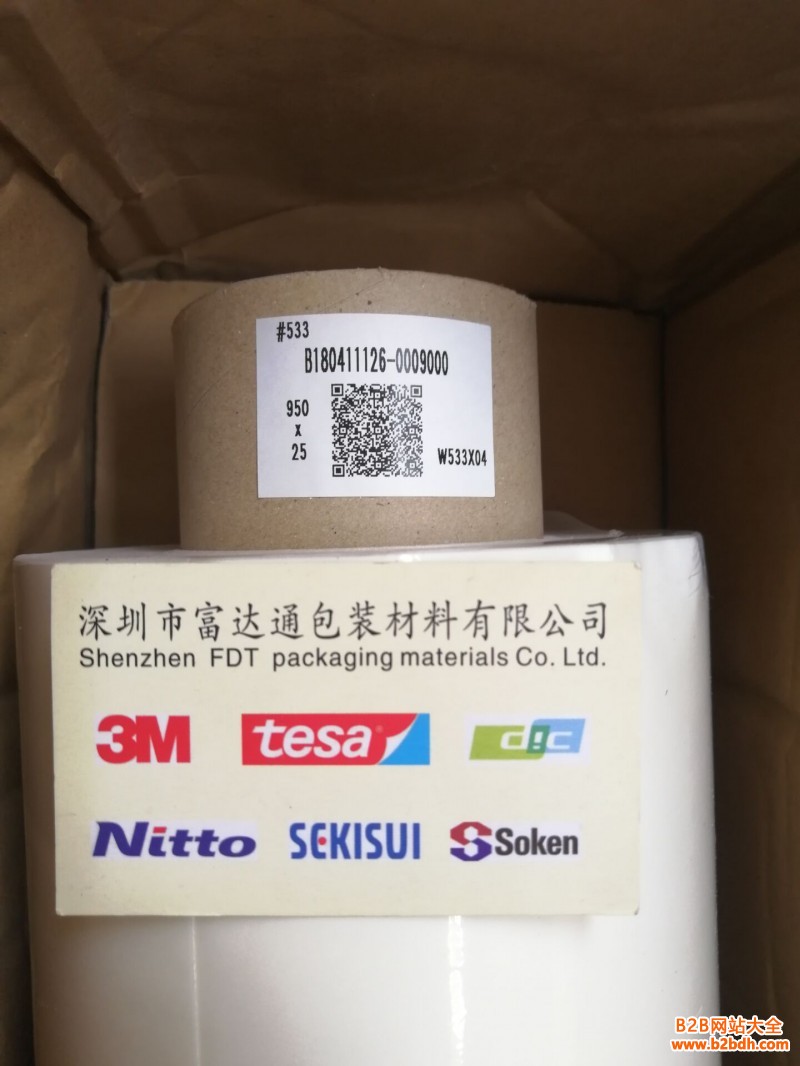 #533
B180411126-0009000
950
x
25
W533X04
深圳市富达通包装材料有限公司
Shenzhen FDT packaging materials Co. Ltd.
3M
tesa
dic
Nitto
SEKISUI
Soken
B2B网站大全
www.b2bdh.com